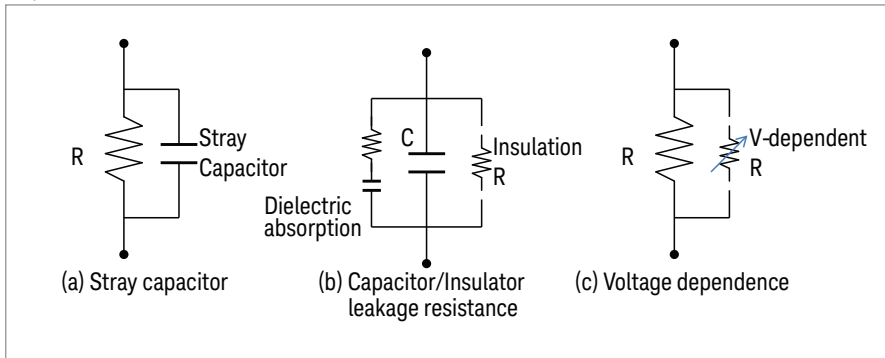 R
Stray
Capacitor
(a) Stray capacitor
C
Insulation
R
Dielectric
absorption
(b) Capacitor/Insulator
leakage resistance
R
V-dependent
R
(c) Voltage dependence